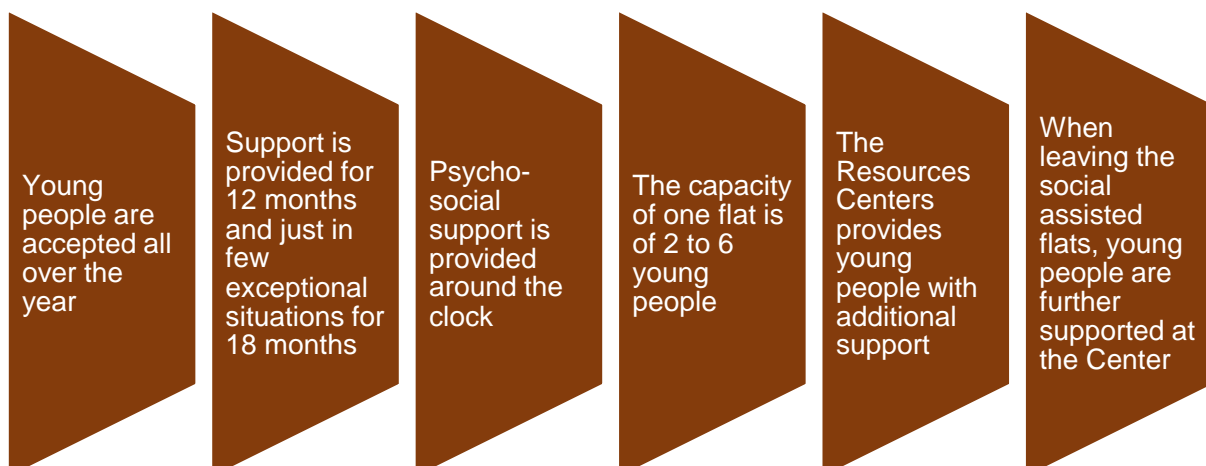 Young
people are
accepted all
over the
year
Support is
provided for
12 months
and just in
few
exceptional
situations for
18 months
Psycho-
social
support is
provided
around the
clock
The capacity
of one flat is
of 2 to 6
young
people
The
Resources
Centers
provides
young
people with
additional
support
When
leaving the
social
assisted
flats, young
people are
further
supported at
the Center